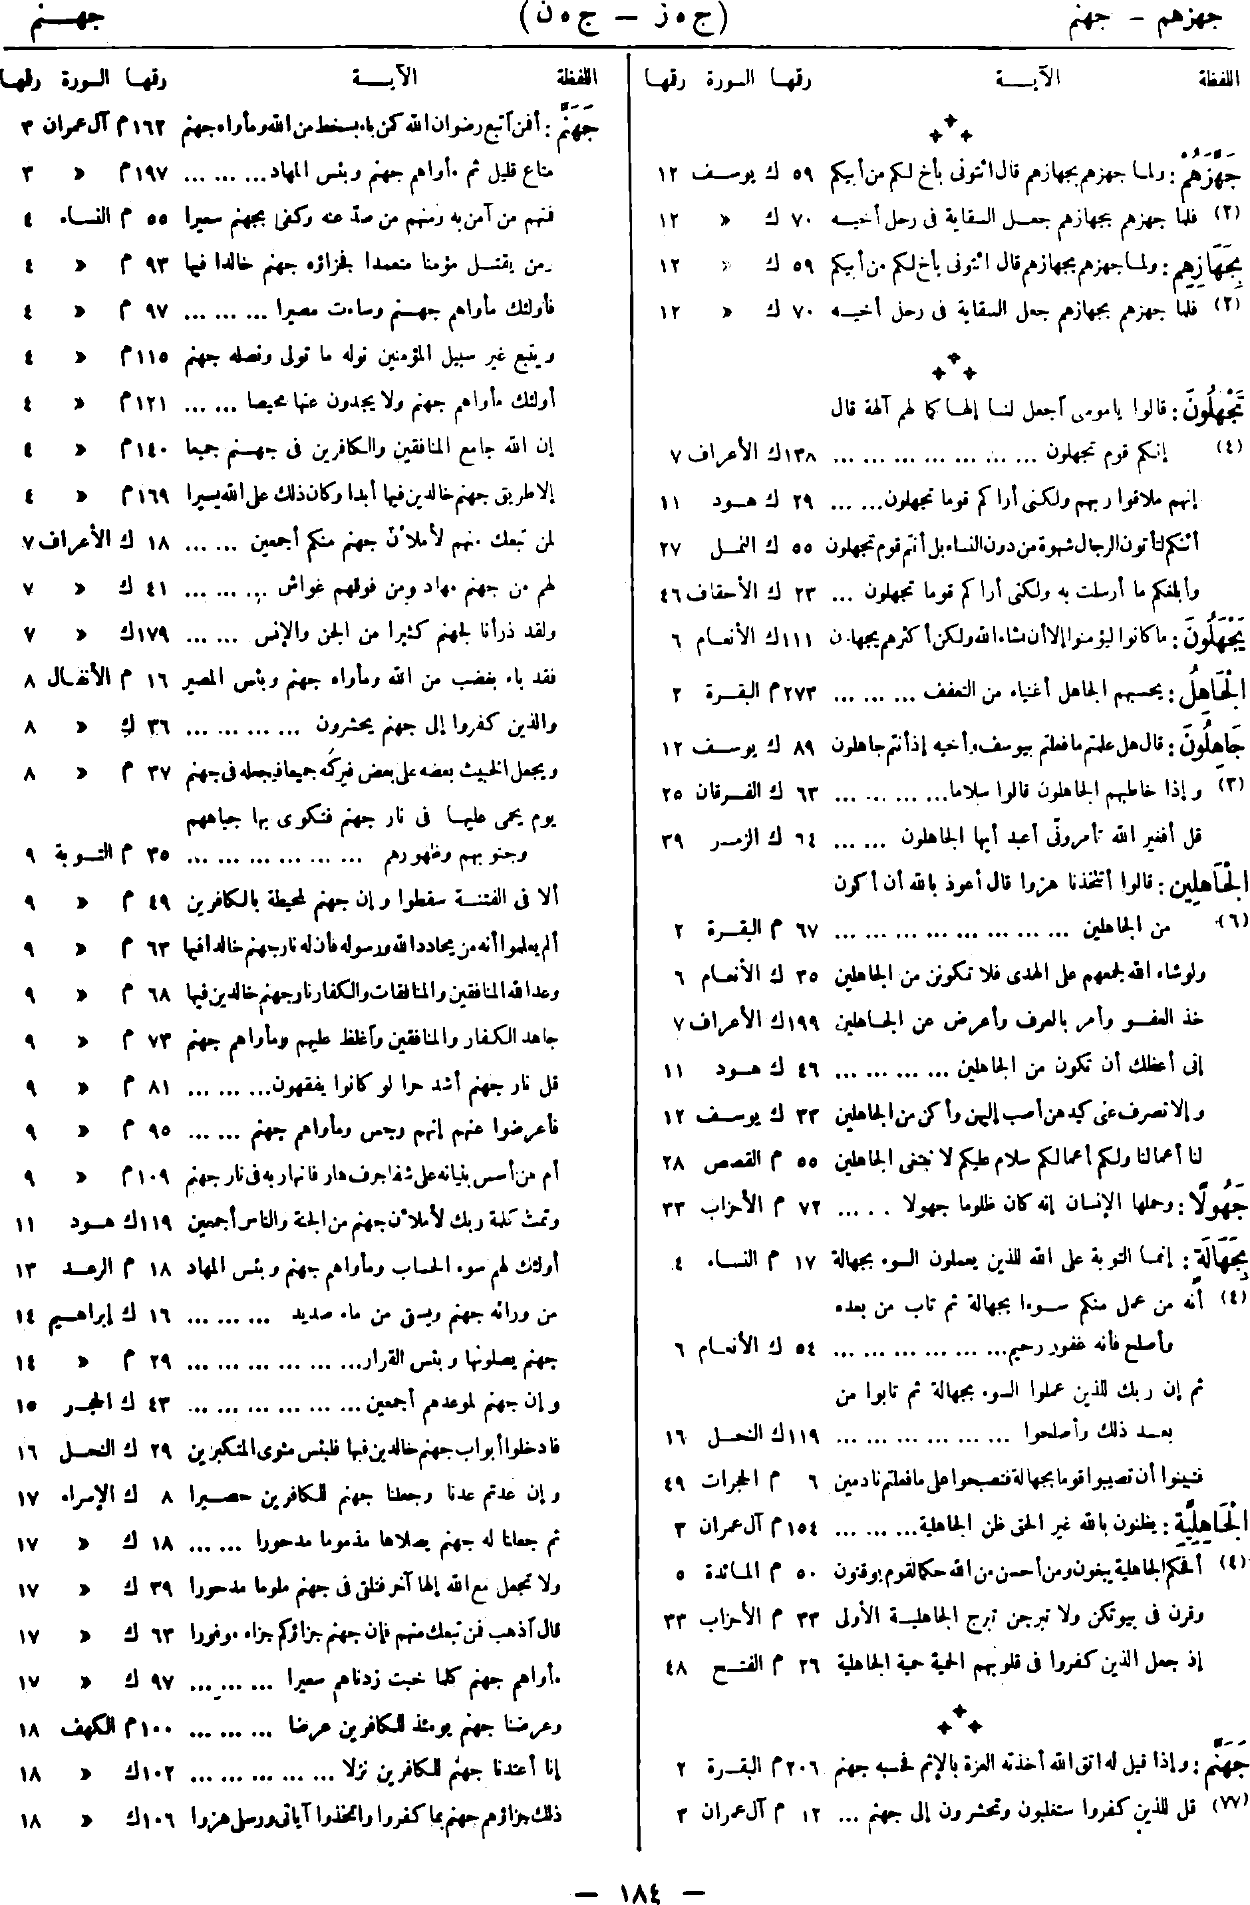 جهزهم – جهنم (ج ه ز – ج ه ن) جهنم
اللفظة الآية رقمها السورة رقمها
جَهَّزَهُمْ : ولما جهزهم بجهازهم قال ائتونى بأخ لكم من أبيكم ٥٩ ك يوسف ١٢
(٢) فلما جهزهم بجهازهم جعل السقاية فى رحل أخيه ٧٠ ك » ١٢
بِجَهَازِهِم : ولما جهزهم بجهازهم قال ائتونى بأخ لكم من أبيكم ٥٩ ك » ١٢
(٢) فلما جهزهم بجهازهم جعل السقاية فى رحل أخيه ٧٠ ك » ١٢
تَجْهَلُونَ : قالوا ياموسى آجعل لنا إلها كما لهم آلهة قال
(٤) إنكم قوم تجهلون ... ... ... ... ... ... ١٣٨ ك الأعراف ٧
إنهم ملاقوا ربهم ولكنى أراكم قوما تجهلون ... ... ٢٩ ك هود ١١
أئنكم لتأتون الرجال شهوة من دون النساء بل أنتم قوم تجهلون ٥٥ ك النمل ٢٧
وأبلغكم ما أرسلت به ولكنى أراكم قوما تجهلون ... ٢٣ ك الأحقاف ٤٦
يَجْهَلُونَ : ما كانوا ليؤمنوا إلا أن يشاء الله ولكن أكثرهم يجهلون ١١١ ك الأنعام ٦
الْجَاهِلُ : يحسبهم الجاهل أغنياء من التعفف ... ... ... ٢٧٣ م البقرة ٢
جَاهِلُونَ : قال هل علمتم ما فعلتم بيوسف وأخيه إذ أنتم جاهلون ٨٩ ك يوسف ١٢
(٣) وإذا خاطبهم الجاهلون قالوا سلاما ... ... ... ... ٦٣ ك الفرقان ٢٥
قل أفغير الله تأمرونّى أعبد أيها الجاهلون ... ... ٦٤ ك الزمر ٣٩
الْجَاهِلِين : قالوا أتتخذنا هزوا قال أعوذ بالله أن أكون
(٦) من الجاهلين ... ... ... ... ... ... ... ... ٦٧ م البقرة ٢
ولو شاء الله لجمعهم على الهدى فلا تكونن من الجاهلين ٣٥ ك الأنعام ٦
خذ العفو وأمر بالعرف وأعرض عن الجاهلين ١٩٩ ك الأعراف ٧
إنى أعظك أن تكون من الجاهلين ... ... ... ... ٤٦ ك هود ١١
وإلا تصرف عنى كيدهن أصب إليهن وأكن من الجاهلين ٣٣ ك يوسف ١٢
لنا أعمالنا ولكم أعمالكم سلام عليكم لا نبتغى الجاهلين ٥٥ م القصص ٢٨
جَهُولًا : وحملها الإنسان إنه كان ظلوما جهولا ... ... ٧٢ م الأحزاب ٣٣
بِجَهَالَة : إنما التوبة على الله للذين يعملون السوء بجهالة ١٧ م النساء ٤
(٤) أنه من عمل منكم سوءا بجهالة ثم تاب من بعده
وأصلح فأنه غفور رحيم ... ... ... ... ... ... ٥٤ ك الأنعام ٦
ثم إن ربك للذين عملوا السوء بجهالة ثم تابوا من
بعد ذلك وأصلحوا ... ... ... ... ... ... ١١٩ ك النحل ١٦
فتبينوا أن تصيبوا قوما بجهالة فتصبحوا على ما فعلتم نادمين ٦ م الحجرات ٤٩
الْجَاهِلِيَّةِ : يظنون بالله غير الحق ظن الجاهلية ... ... ... ١٥٤ م آل عمران ٣
(٤) أفحكم الجاهلية يبغون ومن أحسن من الله حكما لقوم يوقنون ٥٠ م المائدة ٥
وقرن فى بيوتكن ولا تبرجن تبرج الجاهلية الأولى ٣٣ م الأحزاب ٣٣
إذ جعل الذين كفروا فى قلوبهم الحمية حمية الجاهلية ٢٦ م الفتح ٤٨
جَهَنَّم : وإذا قيل له اتق الله أخذته العزة بالإثم فحسبه جهنم ٢٠٦ م البقرة ٢
(٧٧) قل للذين كفروا ستغلبون وتحشرون إلى جهنم ... ١٢ م آل عمران ٣
اللفظة الآية رقمها السورة رقمها
جَهَنَّم : أفمن آتبع رضوان الله كمن باء بسخط من الله ومأواه جهنم ١٦٢ م آل عمران ٣
متاع قليل ثم مأواهم جهنم وبئس المهاد ... ... ... ١٩٧ م » ٣
فمنهم من آمن به ومنهم من صدّ عنه وكفى بجهنم سعيرا ٥٥ م النساء ٤
ومن يقتل مؤمنا متعمدا فجزاؤه جهنم خالدا فيها ٩٣ م » ٤
فأولئك مأواهم جهنم وساءت مصيرا ... ... ... ٩٧ م » ٤
ويتبع غير سبيل المؤمنين نوله ما تولى ونصله جهنم ١١٥ م » ٤
أولئك مأواهم جهنم ولا يجدون عنها محيصا ... ... ١٢١ م » ٤
إن الله جامع المنافقين والكافرين فى جهنم جميعا ١٤٠ م » ٤
إلا طريق جهنم خالدين فيها أبدا وكان ذلك على الله يسيرا ١٦٩ م » ٤
لمن تبعك منهم لأملأنّ جهنم منكم أجمعين ... ... ١٨ ك الأعراف ٧
لهم من جهنم مهاد ومن فوقهم غواش ... ... ... ٤١ ك » ٧
ولقد ذرأنا لجهنم كثيرا من الجن والإنس ... ... ١٧٩ ك » ٧
فقد باء بغضب من الله ومأواه جهنم وبئس المصير ١٦ م الأنفال ٨
والذين كفروا إلى جهنم يحشرون ... ... ... ... ٣٦ ك » ٨
ويجعل الخبيث بعضه على بعض فيركمه جميعا فيجعله فى جهنم ٣٧ م » ٨
يوم يحمى عليها فى نار جهنم فتكوى بها جباههم
وجنوبهم وظهورهم ... ... ... ... ... ... ٣٥ م التوبة ٩
ألا فى الفتنة سقطوا وإن جهنم لمحيطة بالكافرين ٤٩ م » ٩
ألم يعلموا أنه من يحادد الله ورسوله فأن له نار جهنم خالدا فيها ٦٣ م » ٩
وعد الله المنافقين والمنافقات والكفار نار جهنم خالدين فيها ٦٨ م » ٩
جاهد الكفار والمنافقين وآغلظ عليهم ومأواهم جهنم ٧٣ م » ٩
قل نار جهنم أشد حرا لو كانوا يفقهون ... ... ... ٨١ م » ٩
فأعرضوا عنهم إنهم رجس ومأواهم جهنم ... ... ٩٥ م » ٩
أم من أسس بنيانه على شفا جرف هار فانهار به فى نار جهنم ١٠٩ م » ٩
وتمت كلمة ربك لأملأن جهنم من الجنة والناس أجمعين ١١٩ ك هود ١١
أولئك لهم سوء الحساب ومأواهم جهنم وبئس المهاد ١٨ م الرعد ١٣
من ورائه جهنم ويسقى من ماء صديد ... ... ... ١٦ ك إبراهيم ١٤
جهنم يصلونها وبئس القرار ... ... ... ... ... ... ٢٩ م » ١٤
وإن جهنم لموعدهم أجمعين ... ... ... ... ... ... ٤٣ ك الحجر ١٥
فادخلوا أبواب جهنم خالدين فيها فلبئس مثوى المتكبرين ٢٩ ك النحل ١٦
وإن عدتم عدنا وجعلنا جهنم للكافرين حصيرا ٨ ك الإسراء ١٧
ثم جعلنا له جهنم يصلاها مذموما مدحورا ... ... ١٨ ك » ١٧
ولا تجعل مع الله إلها آخر فتلقى فى جهنم ملوما مدحورا ٣٩ ك » ١٧
قال آذهب فمن تبعك منهم فإن جهنم جزاؤكم جزاء موفورا ٦٣ ك » ١٧
مأواهم جهنم كلما خبت زدناهم سعيرا ... ... ... ٩٧ ك » ١٧
وعرضنا جهنم يومئذ للكافرين عرضا ... ... ... ١٠٠ م الكهف ١٨
إنا أعتدنا جهنم للكافرين نزلا ... ... ... ... ... ١٠٢ ك » ١٨
ذلك جزاؤهم جهنم بما كفروا واتخذوا آياتى ورسلى هزوا ١٠٦ ك » ١٨
— ١٨٤ —